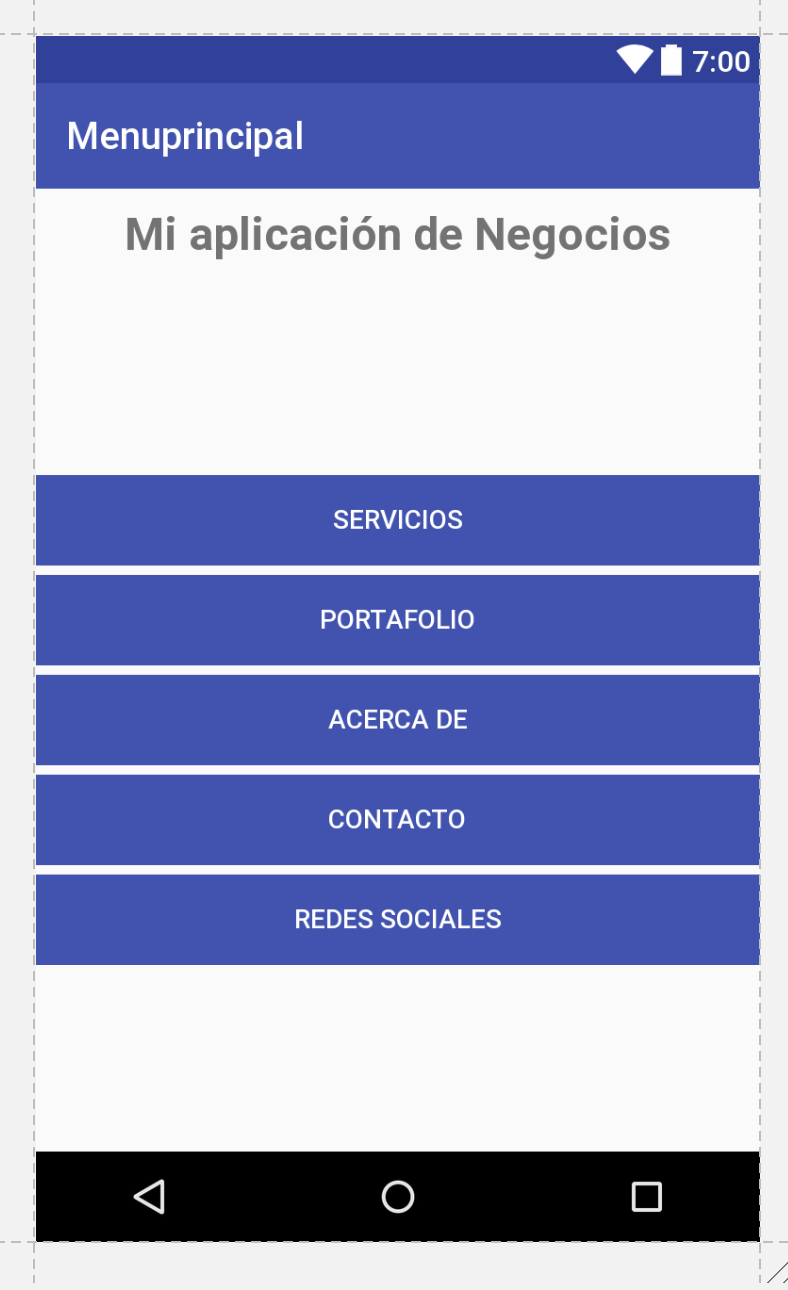 7:00
Menuprincipal
Mi aplicación de Negocios
SERVICIOS
PORTAFOLIO
ACERCA DE
CONTACTO
REDES SOCIALES